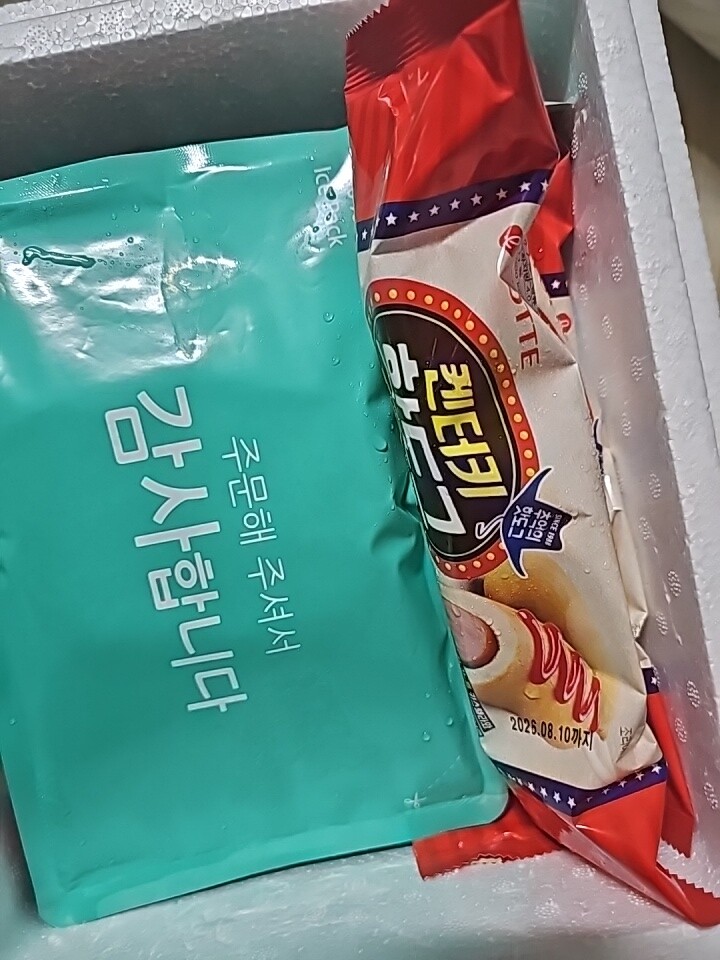 Ice Pack
주문해 주셔서
감사합니다
LOTTE
켄터키
핫도그
SINCE 1989
추억의
핫도그
2026.08.10까지